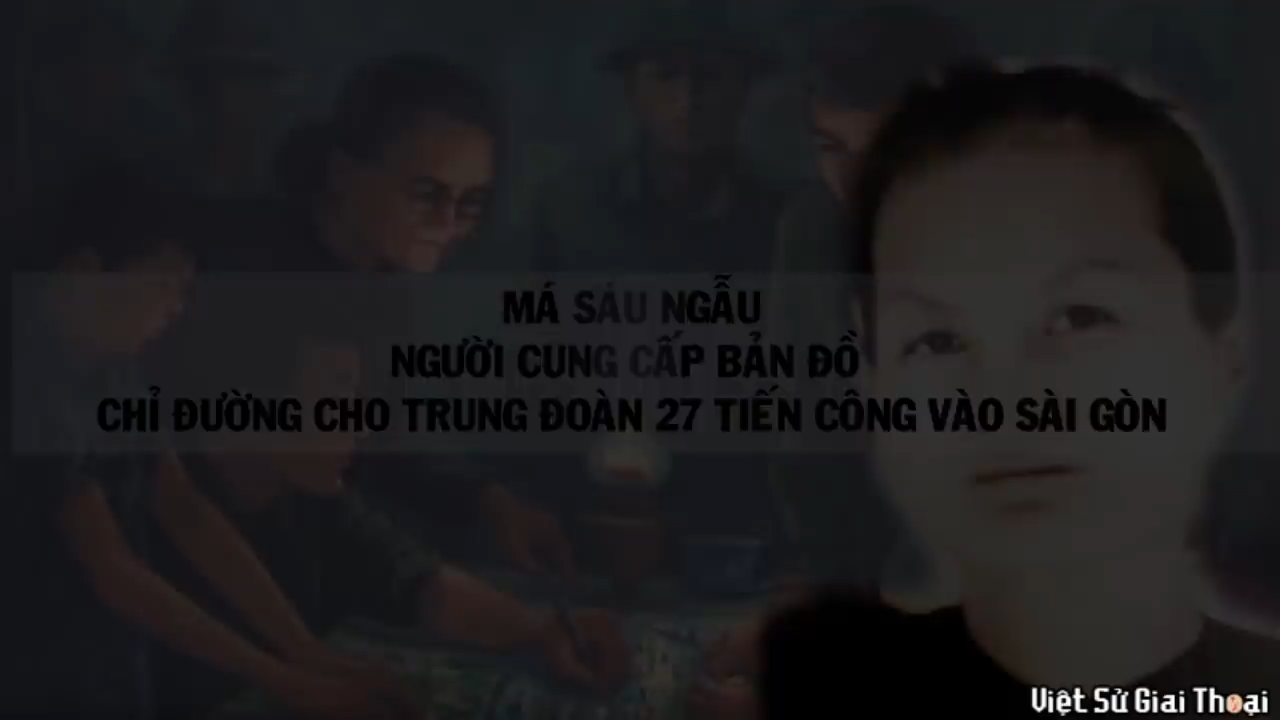 MÁ SÁU NGẪU
NGƯỜI CUNG CẤP BẢN ĐỒ
CHỈ ĐƯỜNG CHO TRUNG ĐOÀN 27 TIẾN CÔNG VÀO SÀI GÒN
Việt Sử Giai Thoại